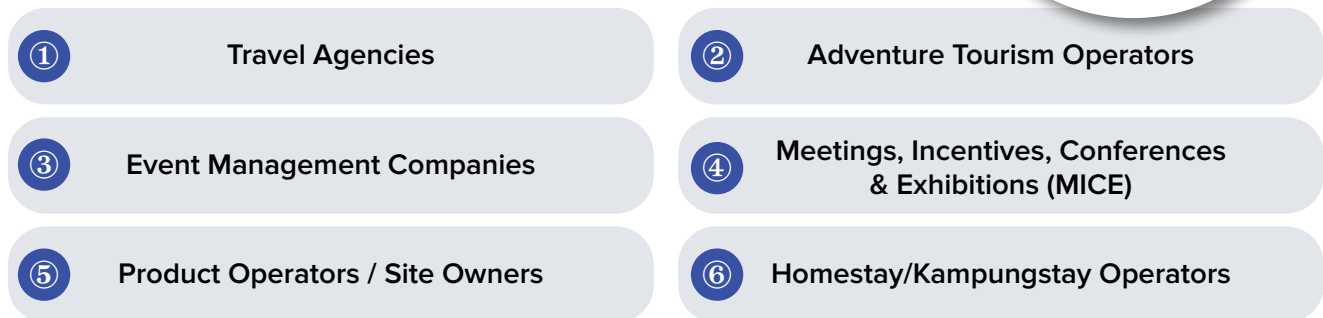 ① Travel Agencies
② Adventure Tourism Operators
③ Event Management Companies
④ Meetings, Incentives, Conferences
& Exhibitions (MICE)
⑤ Product Operators / Site Owners
⑥ Homestay/Kampungstay Operators